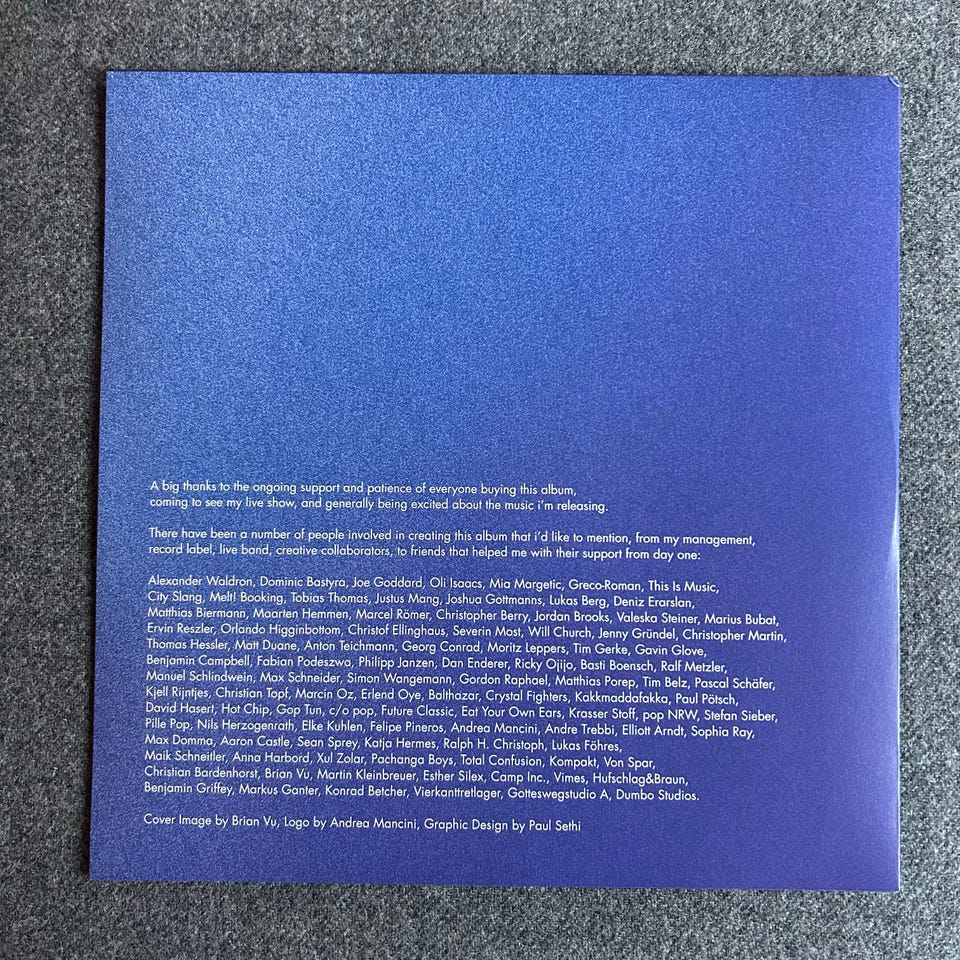 A big thanks to the ongoing support and patience of everyone buying this album,
coming to see my live show, and generally being excited about the music i'm releasing.
There have been a number of people involved in creating this album that i'd like to mention, from my management,
record label, live band, creative collaborators, to friends that helped me with their support from day one:
Alexander Waldron, Dominic Bastyra, Joe Goddard, Oli Isaacs, Mia Margetic, Greco-Roman, This Is Music,
City Slang, Melt! Booking, Tobias Thomas, Justus Mang, Joshua Gottmanns, Lukas Berg, Deniz Erarslan,
Matthias Biermann, Maarten Hemmen, Marcel Römer, Christopher Berry, Jordan Brooks, Valeska Steiner, Marius Bubat,
Ervin Reszler, Orlando Higginbottom, Christof Ellinghaus, Severin Most, Will Church, Jenny Gründel, Christopher Martin,
Thomas Hessler, Matt Duane, Anton Teichmann, Georg Conrad, Moritz Leppers, Tim Gerke, Gavin Glove,
Benjamin Campbell, Fabian Podeszwa, Philipp Janzen, Dan Enderer, Ricky Ojijo, Basti Boensch, Ralf Metzler,
Manuel Schlindwein, Max Schneider, Simon Wangemann, Gordon Raphael, Matthias Porep, Tim Belz, Pascal Schäfer,
Kjell Rijntjes, Christian Topf, Marcin Oz, Erlend Oye, Balthazar, Crystal Fighters, Kakkmaddafakka, Paul Pötsch,
David Hasert, Hot Chip, Gop Tun, c/o pop, Future Classic, Eat Your Own Ears, Krasser Stoff, pop NRW, Stefan Sieber,
Pille Pop, Nils Herzogenrath, Elke Kuhlen, Felipe Pineros, Andrea Mancini, Andre Trebbi, Elliott Arndt, Sophia Ray,
Max Domma, Aaron Castle, Sean Sprey, Katja Hermes, Ralph H. Christoph, Lukas Föhres,
Maik Schneitler, Anna Harbord, Xul Zolar, Pachanga Boys, Total Confusion, Kompakt, Von Spar,
Christian Bardenhorst, Brian Vu, Martin Kleinbreuer, Esther Silex, Camp Inc., Vimes, Hufschlag&Braun,
Benjamin Griffey, Markus Ganter, Konrad Betcher, Vierkanttretlager, Gotteswegstudio A, Dumbo Studios.
Cover Image by Brian Vu, Logo by Andrea Mancini, Graphic Design by Paul Sethi